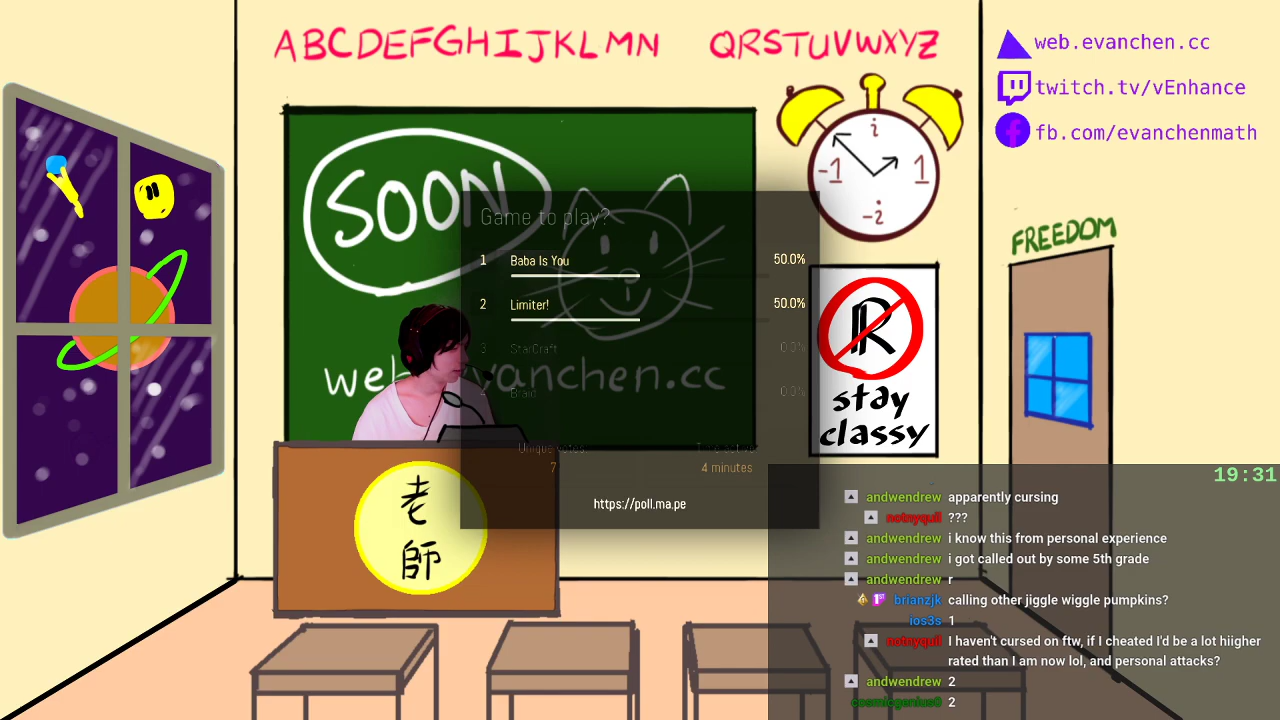 ABCDEFGHIJKLMN QRSTUVWXYZ
web.evanchen.cc
twitch.tv/vEnhance
fb.com/evanchenmath
SOON
i
-1
1
-i
Game to play?
1 Baba Is You 50.0%
2 Limiter! 50.0%
3 StarCraft 0.0%
4 Braid 0.0%
web evanchen.cc
Unique votes
7
4 minutes
https://poll.ma.pe
FREEDOM
R
stay
classy
老
師
19:31
andwendrew apparently cursing
notnyquil ???
andwendrew i know this from personal experience
andwendrew i got called out by some 5th grade
andwendrew r
brianzjk calling other jiggle wiggle pumpkins?
ios3s 1
notnyquil I haven't cursed on ftw, if I cheated I'd be a lot hiigher
rated than I am now lol, and personal attacks?
andwendrew 2
cosmicgenius0 2